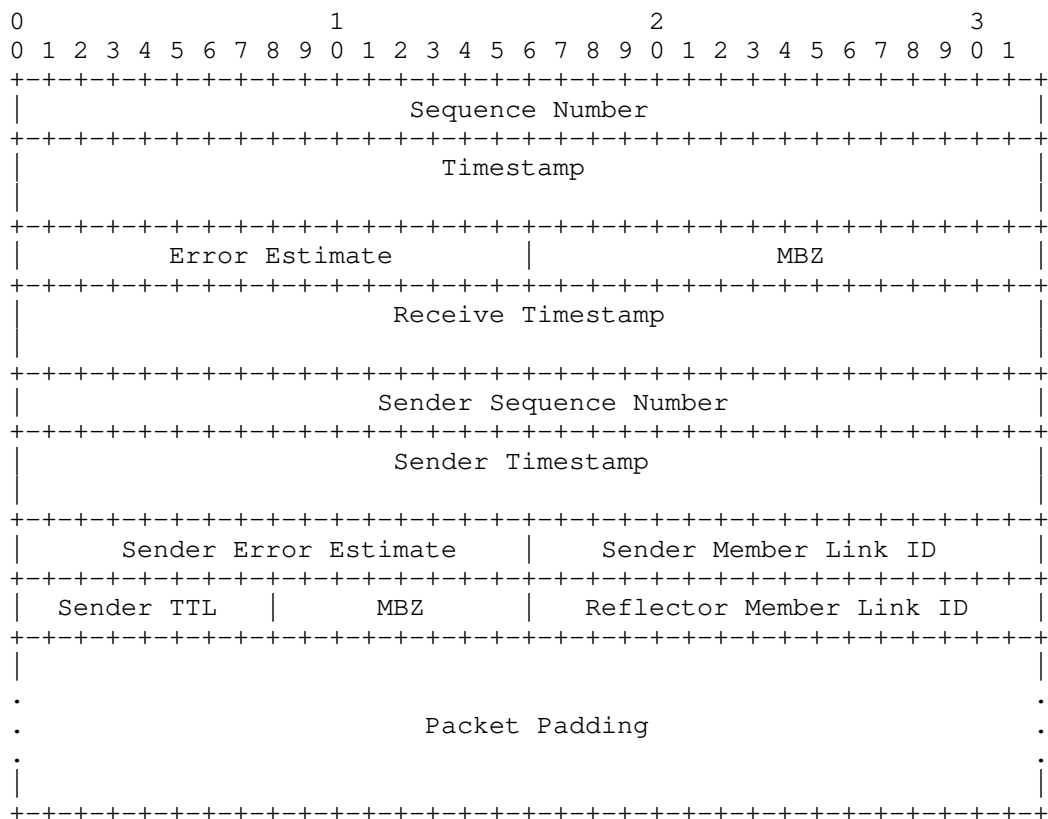 0                   1                   2                   3
0 1 2 3 4 5 6 7 8 9 0 1 2 3 4 5 6 7 8 9 0 1 2 3 4 5 6 7 8 9 0 1
Sequence Number
Timestamp
Error Estimate | MBZ
Receive Timestamp
Sender Sequence Number
Sender Timestamp
Sender Error Estimate | Sender Member Link ID
Sender TTL | MBZ | Reflector Member Link ID
Packet Padding